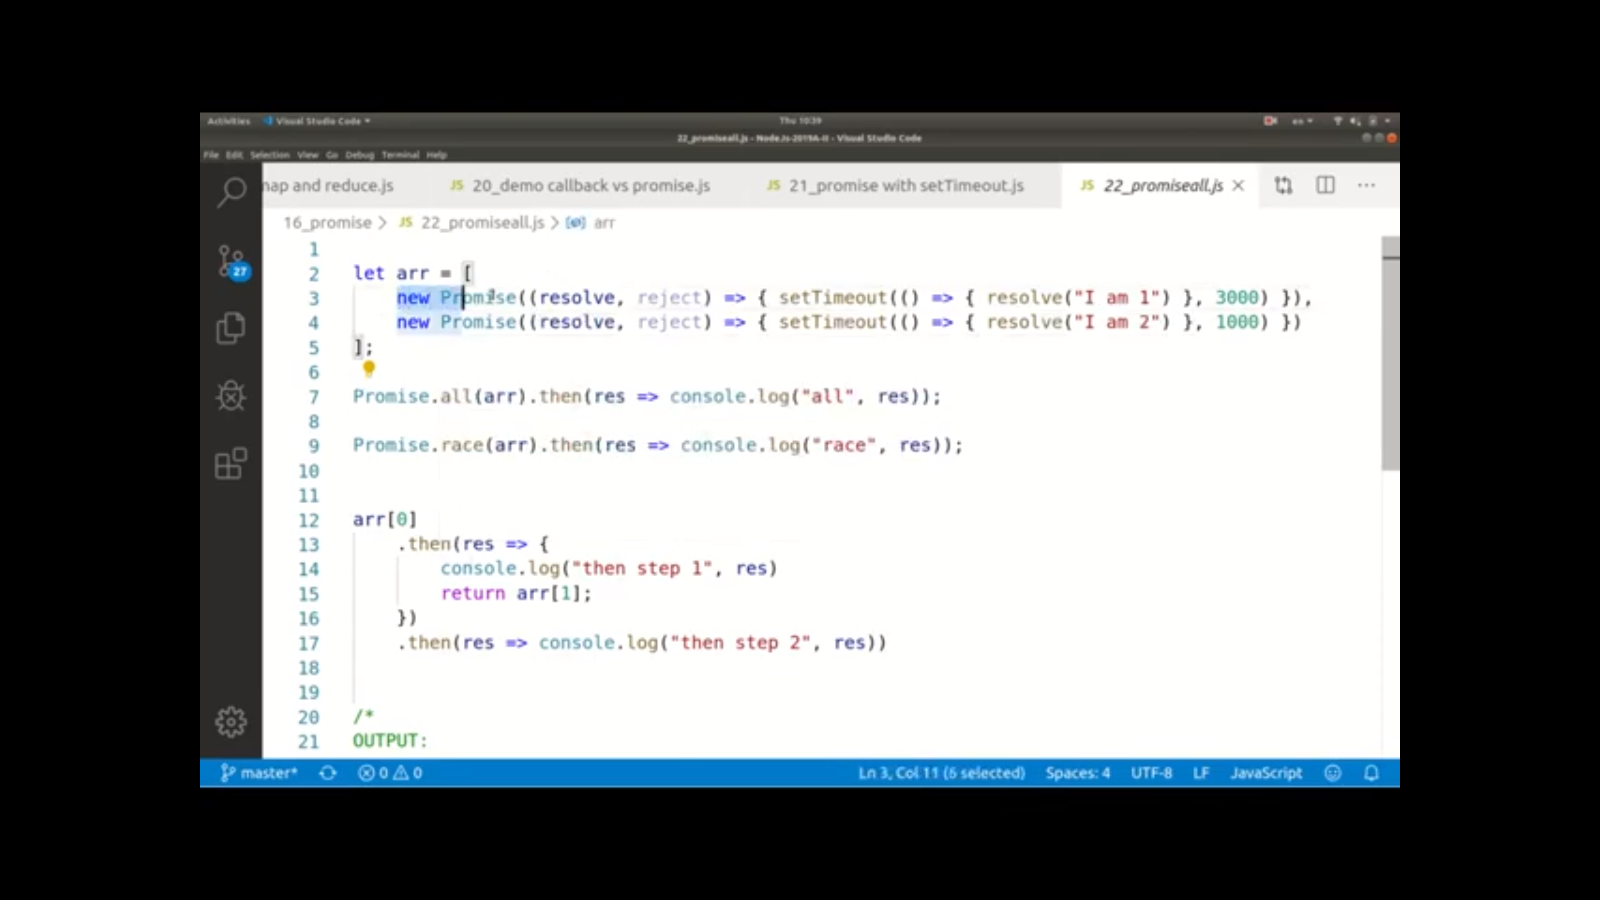 Activities Visual Studio Code Thu 10:39 en
22_promiseall.js - NodeJs-2019A-II - Visual Studio Code
File Edit Selection View Go Debug Terminal Help
nap and reduce.js JS 20_demo callback vs promise.js JS 21_promise with setTimeout.js JS 22_promiseall.js × ···
16_promise > JS 22_promiseall.js > arr
1
2 let arr = [
3 new Promise((resolve, reject) => { setTimeout(() => { resolve("I am 1") }, 3000) }),
4 new Promise((resolve, reject) => { setTimeout(() => { resolve("I am 2") }, 1000) })
5 ];
6
7 Promise.all(arr).then(res => console.log("all", res));
8
9 Promise.race(arr).then(res => console.log("race", res));
10
11
12 arr[0]
13 .then(res => {
14 console.log("then step 1", res)
15 return arr[1];
16 })
17 .then(res => console.log("then step 2", res))
18
19
20 /*
21 OUTPUT:
27
master* 0 0 Ln 3, Col 11 (6 selected) Spaces: 4 UTF-8 LF JavaScript